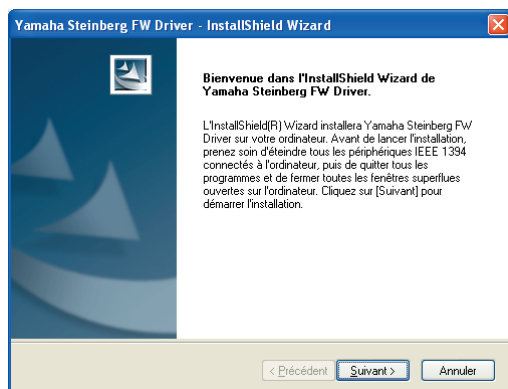 Yamaha Steinberg FW Driver - InstallShield Wizard
Bienvenue dans l'InstallShield Wizard de
Yamaha Steinberg FW Driver.
L'InstallShield(R) Wizard installera Yamaha Steinberg FW
Driver sur votre ordinateur. Avant de lancer l'installation,
prenez soin d'éteindre tous les périphériques IEEE 1394
connectés à l'ordinateur, puis de quitter tous les
programmes et de fermer toutes les fenêtres superflues
ouvertes sur l'ordinateur. Cliquez sur [Suivant] pour
démarrer l'installation.
< Précédent Suivant > Annuler